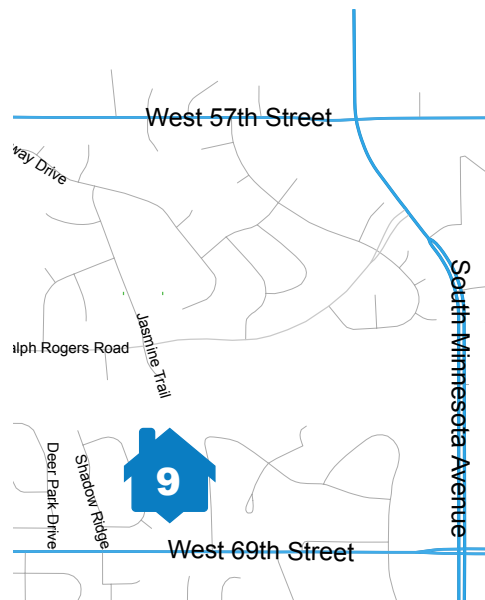 West 57th Street
way Drive
South Minnesota Avenue
Jasmine Trail
alph Rogers Road
Deer Park Drive
Shadow Ridge
9
West 69th Street